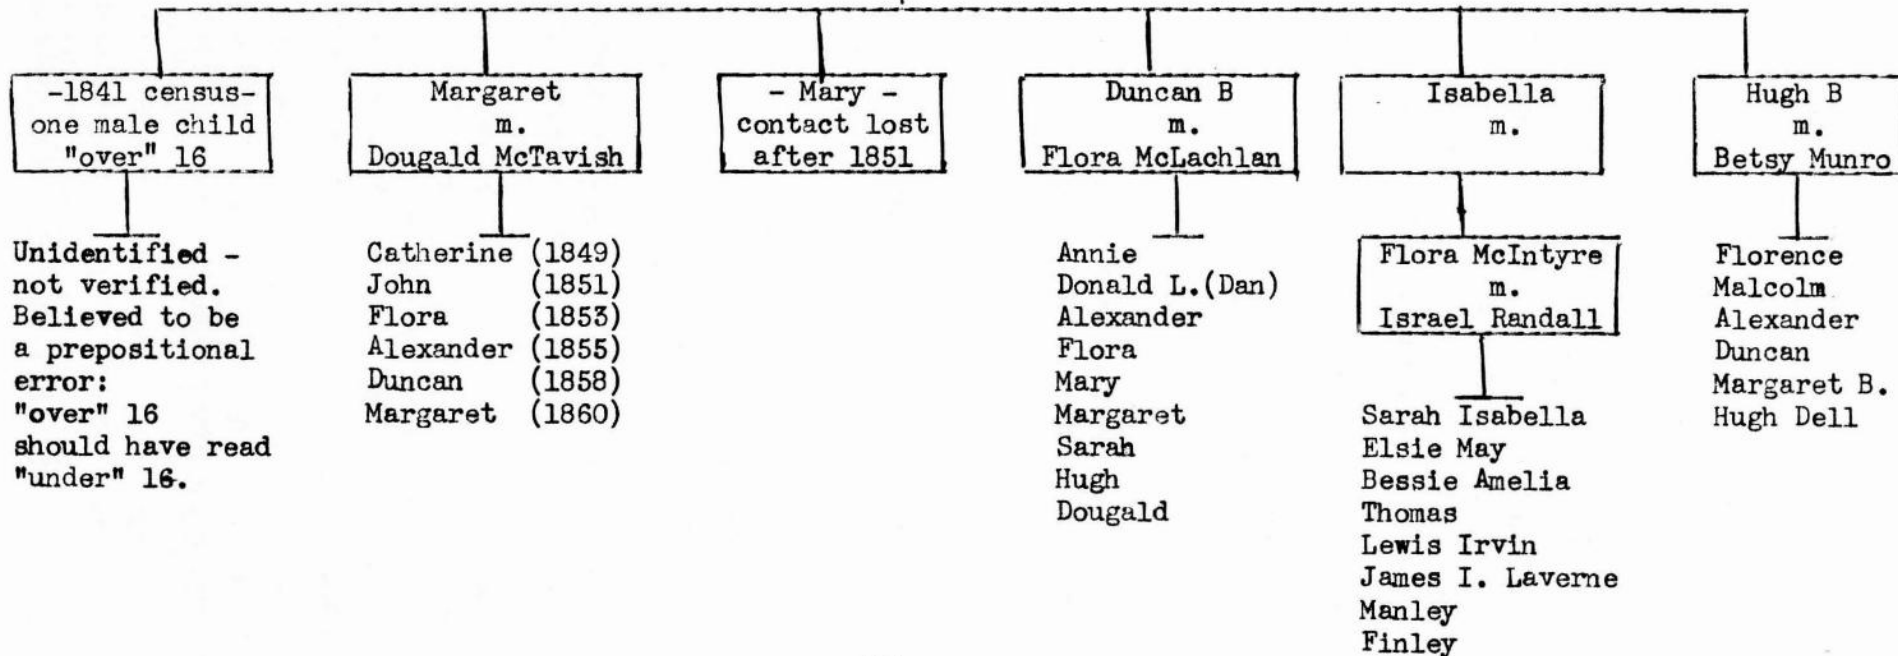 -1841 census-
one male child
"over" 16
Unidentified -
not verified.
Believed to be
a prepositional
error:
"over" 16
should have read
"under" 16.
Margaret
m.
Dougald McTavish
Catherine (1849)
John (1851)
Flora (1853)
Alexander (1855)
Duncan (1858)
Margaret (1860)
- Mary -
contact lost
after 1851
Duncan B
m.
Flora McLachlan
Annie
Donald L.(Dan)
Alexander
Flora
Mary
Margaret
Sarah
Hugh
Dougald
Isabella
m.
Flora McIntyre
m.
Israel Randall
Sarah Isabella
Elsie May
Bessie Amelia
Thomas
Lewis Irvin
James I. Laverne
Manley
Finley
Hugh B
m.
Betsy Munro
Florence
Malcolm
Alexander
Duncan
Margaret B.
Hugh Dell